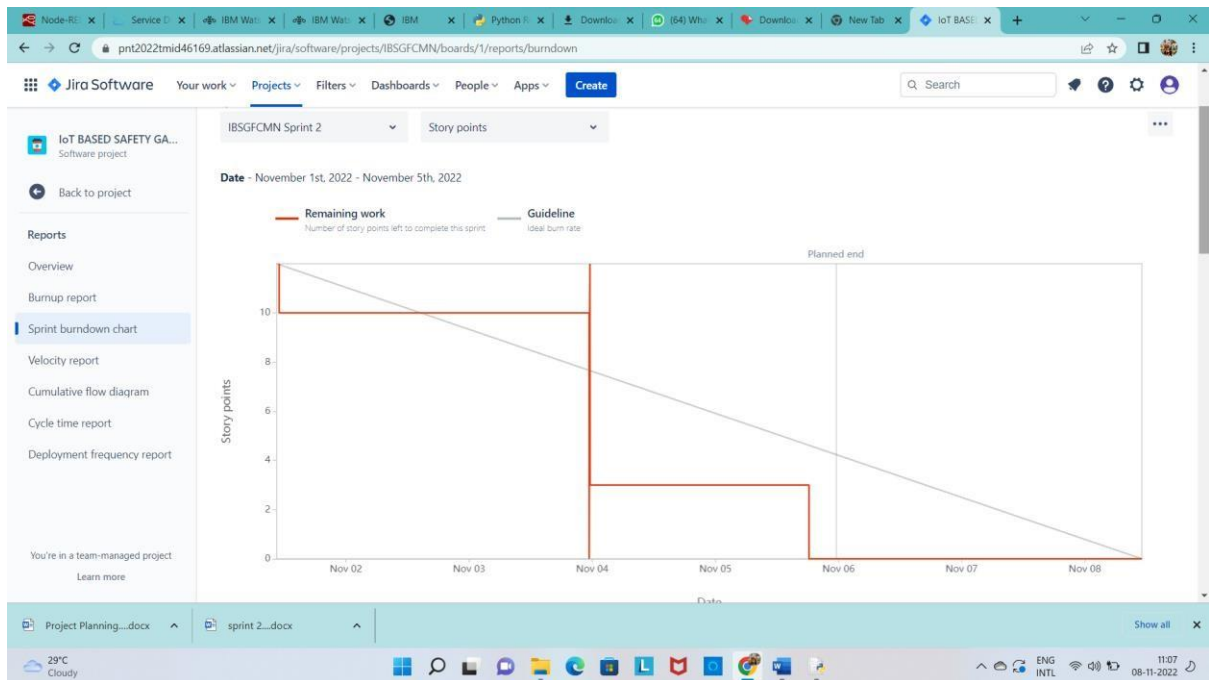 Node-RE
Service D
IBM Wat
IBM Wat
IBM
Python R
Downloa
(64) Wha
Downloa
New Tab
IoT BASE
pnt2022tmid46169.atlassian.net/jira/software/projects/IBSGFCMN/boards/1/reports/burndown
Jira Software
Your work
Projects
Filters
Dashboards
People
Apps
Create
Search
IoT BASED SAFETY GA...
Software project
Back to project
Reports
Overview
Burnup report
Sprint burndown chart
Velocity report
Cumulative flow diagram
Cycle time report
Deployment frequency report
You're in a team-managed project
Learn more
IBSGFCMN Sprint 2
Story points
Date - November 1st, 2022 - November 5th, 2022
Remaining work
Number of story points left to complete this sprint
Guideline
Ideal burn rate
Planned end
Story points
10
8
6
4
2
0
Nov 02
Nov 03
Nov 04
Nov 05
Nov 06
Nov 07
Nov 08
Date
Project Planning....docx
sprint 2....docx
Show all
29°C
Cloudy
ENG
INTL
11:07
08-11-2022